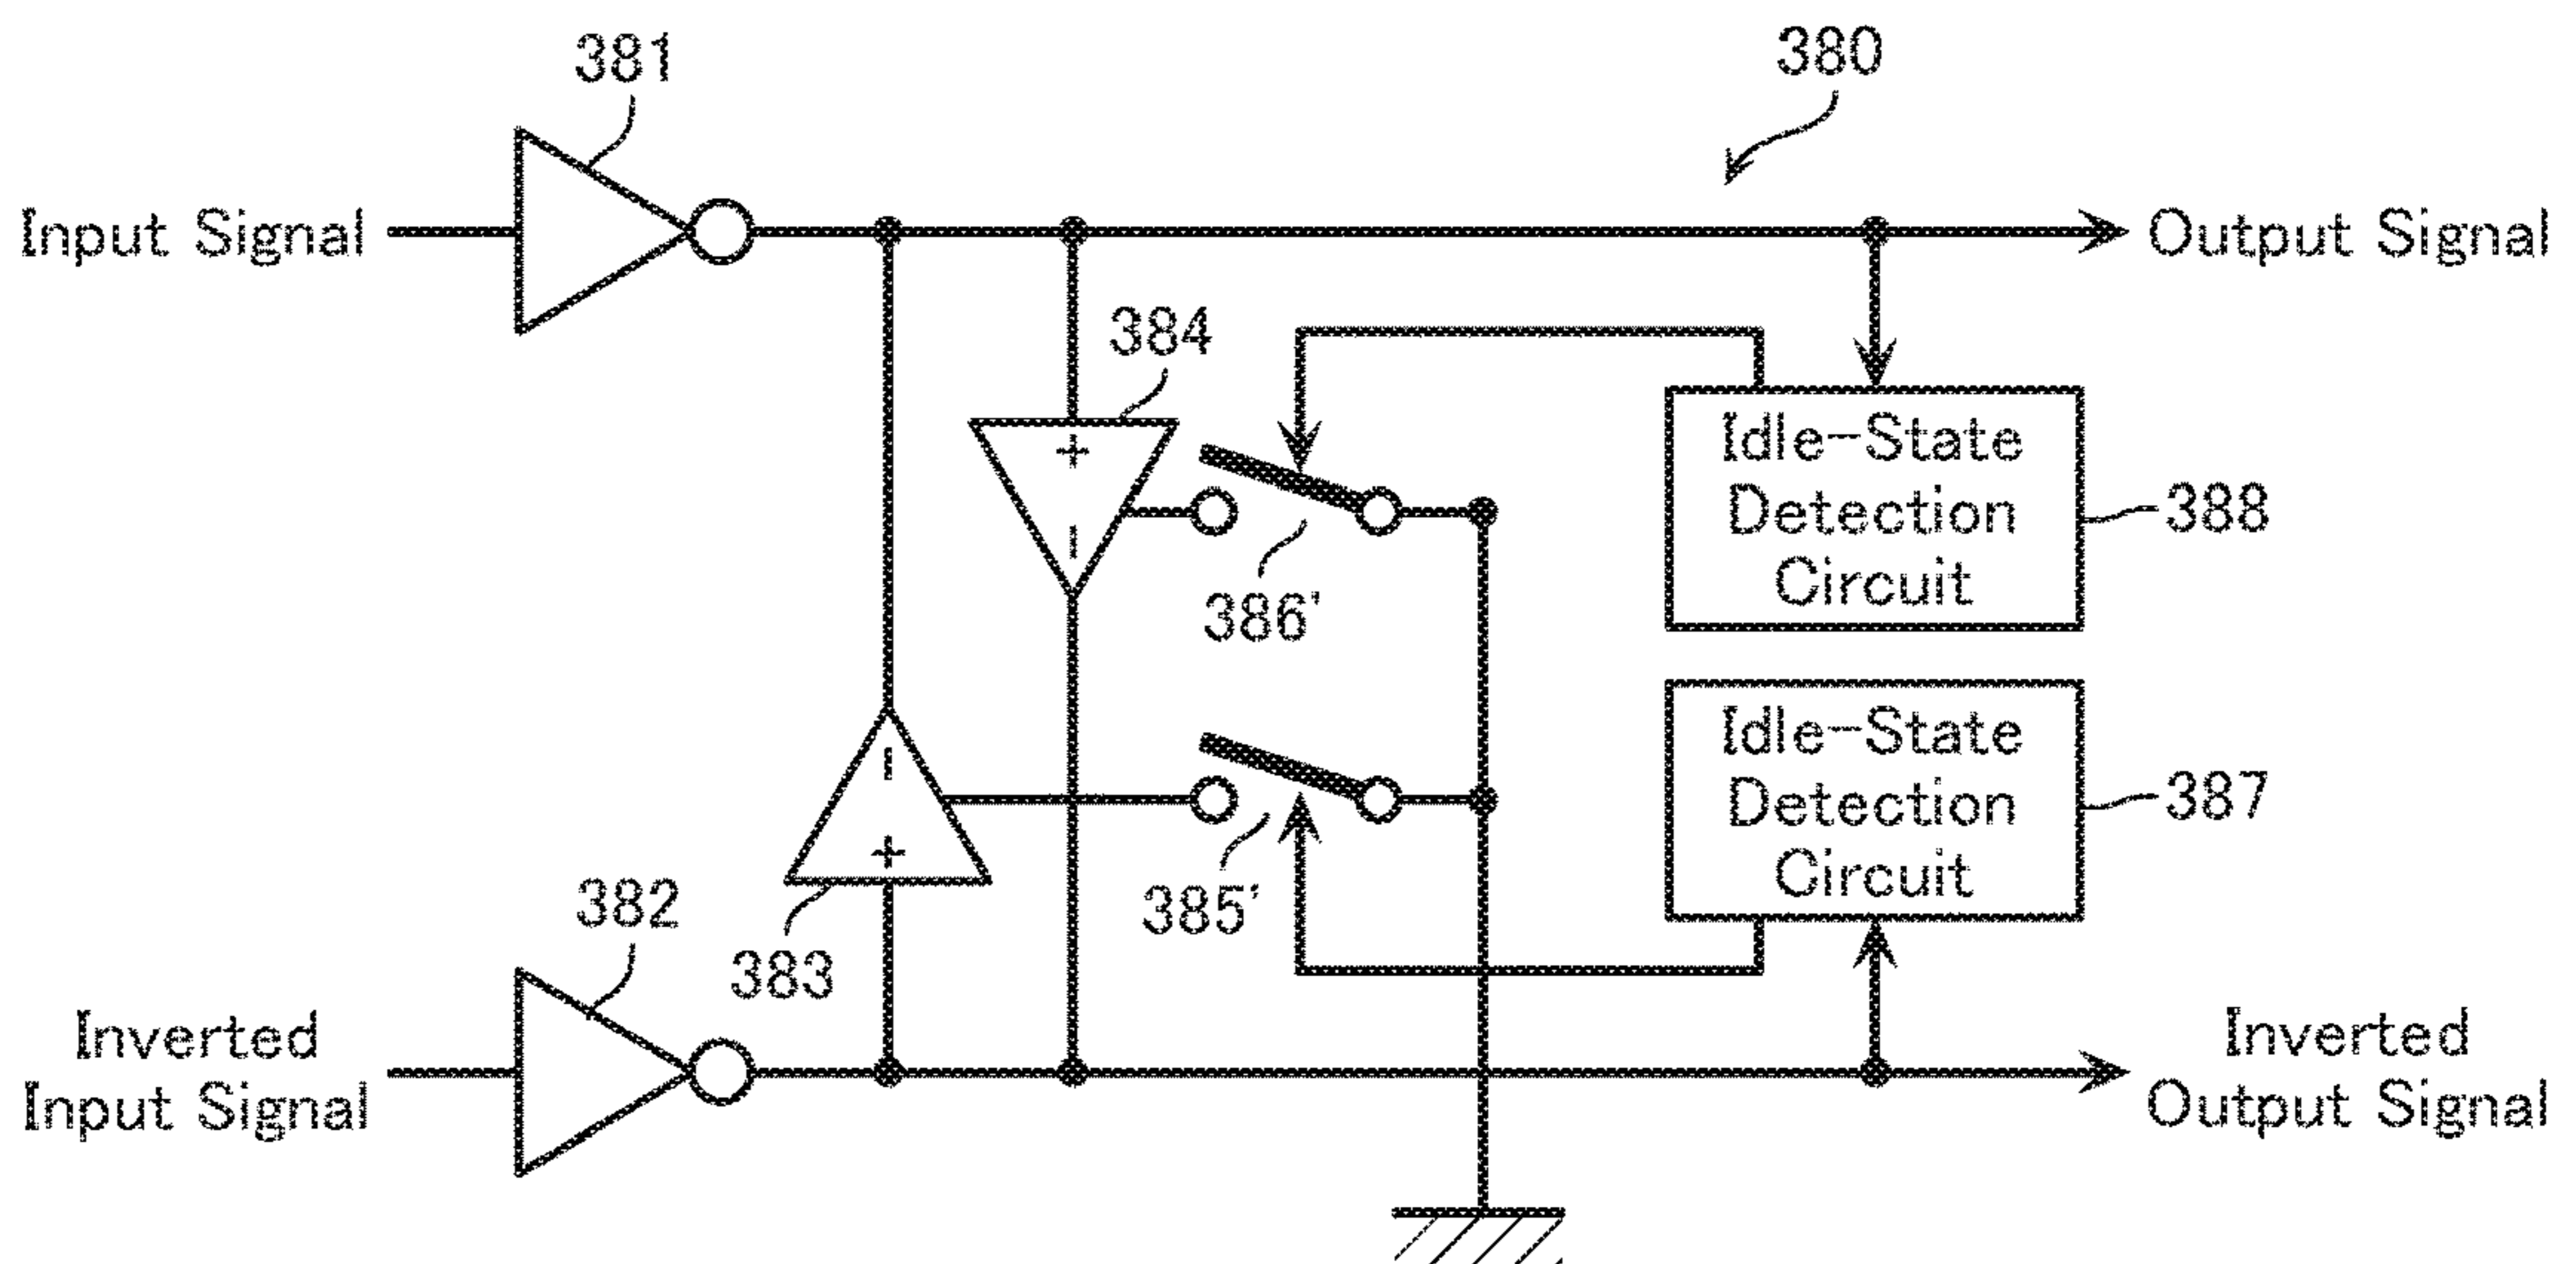 381
380
Input Signal
Output Signal
384
+
−
Idle-State
Detection
Circuit
388
386'
Idle-State
Detection
Circuit
387
−
+
385'
382
383
Inverted
Input Signal
Inverted
Output Signal